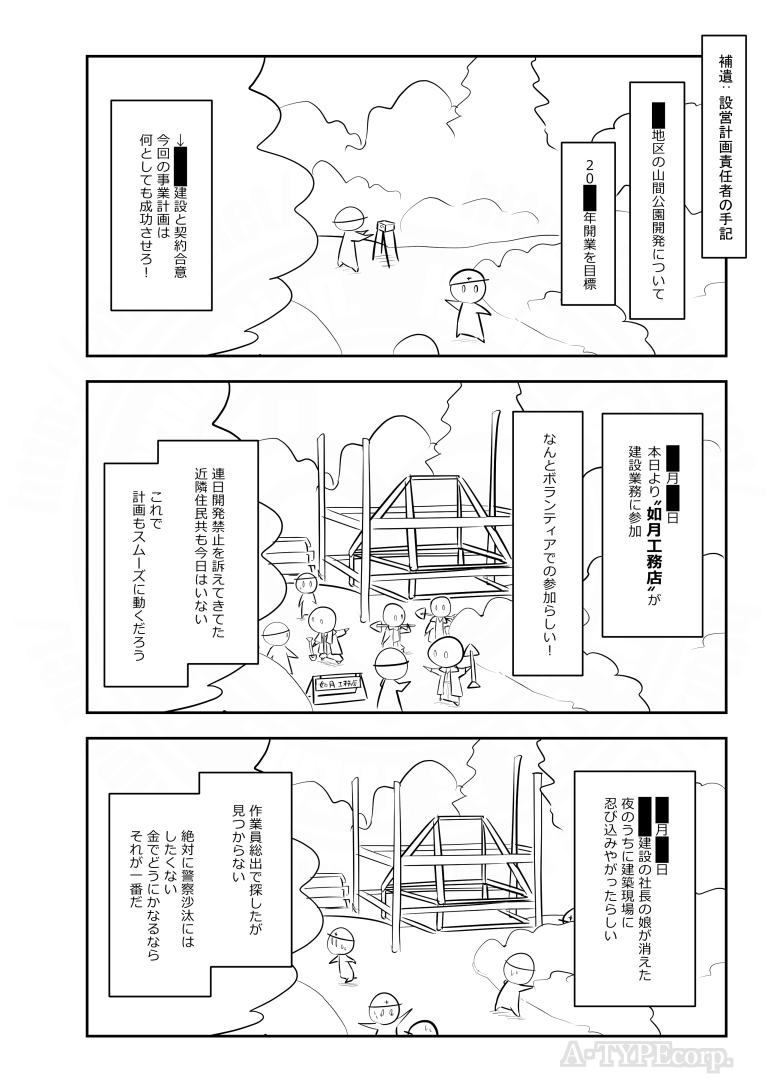 補遺:設営計画責任者の手記
██地区の山間公園開発について
20██年開業を目標
→███建設と契約合意
今回の事業計画は
何としても成功させろ!
██月██日
本日より〝如月工務店〟が
建設業務に参加
なんとボランティアでの参加らしい!
連日開発禁止を訴えてきてた
近隣住民共も今日はいない
これで
計画もスムーズに動くだろう
如月工務店
██月██日
███建設の社長の娘が消えた
夜のうちに建築現場に
忍び込みやがったらしい
作業員総出で探したが
見つからない
絶対に警察沙汰には
したくない
金でどうにかなるなら
それが一番だ
A-TYPEcorp.